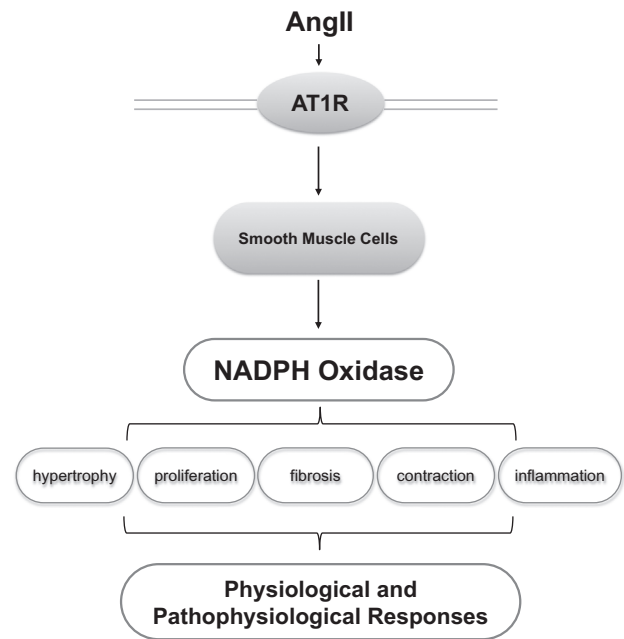 AngII
AT1R
Smooth Muscle Cells
NADPH Oxidase
hypertrophy
proliferation
fibrosis
contraction
inflammation
Physiological and
Pathophysiological Responses